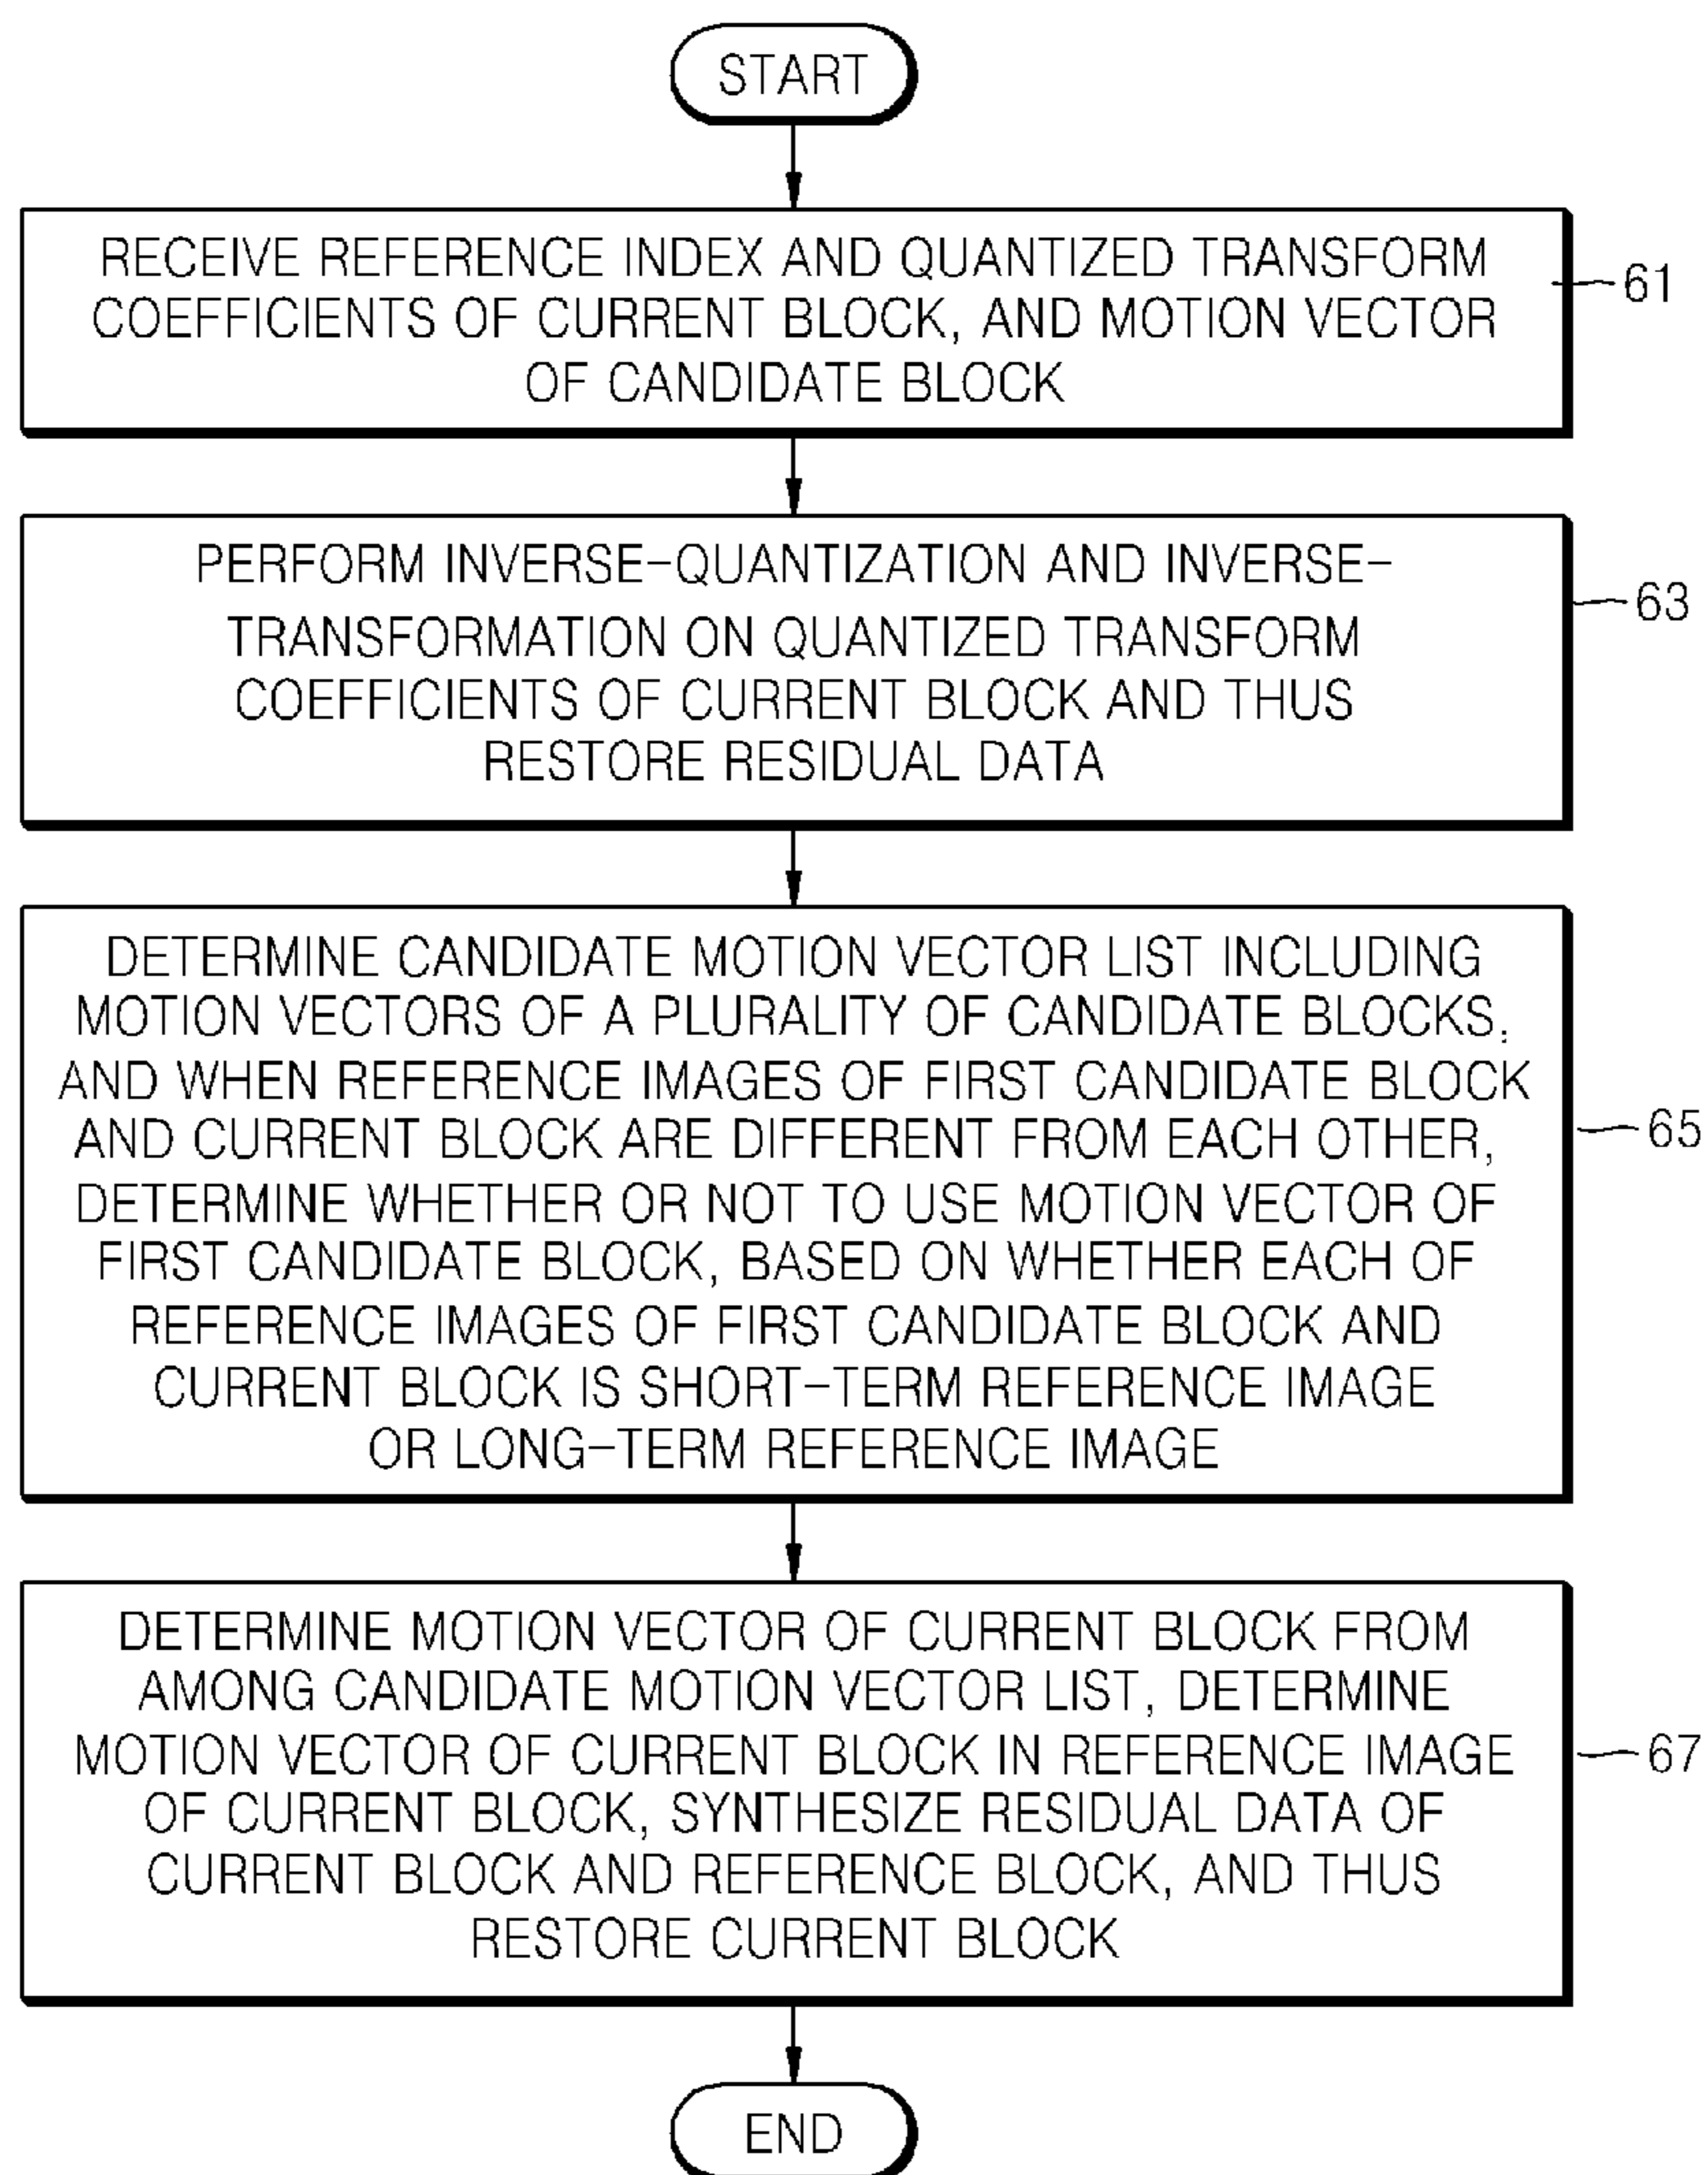 START
RECEIVE REFERENCE INDEX AND QUANTIZED TRANSFORM
COEFFICIENTS OF CURRENT BLOCK, AND MOTION VECTOR
OF CANDIDATE BLOCK
61
PERFORM INVERSE-QUANTIZATION AND INVERSE-
TRANSFORMATION ON QUANTIZED TRANSFORM
COEFFICIENTS OF CURRENT BLOCK AND THUS
RESTORE RESIDUAL DATA
63
DETERMINE CANDIDATE MOTION VECTOR LIST INCLUDING
MOTION VECTORS OF A PLURALITY OF CANDIDATE BLOCKS,
AND WHEN REFERENCE IMAGES OF FIRST CANDIDATE BLOCK
AND CURRENT BLOCK ARE DIFFERENT FROM EACH OTHER,
DETERMINE WHETHER OR NOT TO USE MOTION VECTOR OF
FIRST CANDIDATE BLOCK, BASED ON WHETHER EACH OF
REFERENCE IMAGES OF FIRST CANDIDATE BLOCK AND
CURRENT BLOCK IS SHORT-TERM REFERENCE IMAGE
OR LONG-TERM REFERENCE IMAGE
65
DETERMINE MOTION VECTOR OF CURRENT BLOCK FROM
AMONG CANDIDATE MOTION VECTOR LIST, DETERMINE
MOTION VECTOR OF CURRENT BLOCK IN REFERENCE IMAGE
OF CURRENT BLOCK, SYNTHESIZE RESIDUAL DATA OF
CURRENT BLOCK AND REFERENCE BLOCK, AND THUS
RESTORE CURRENT BLOCK
67
END